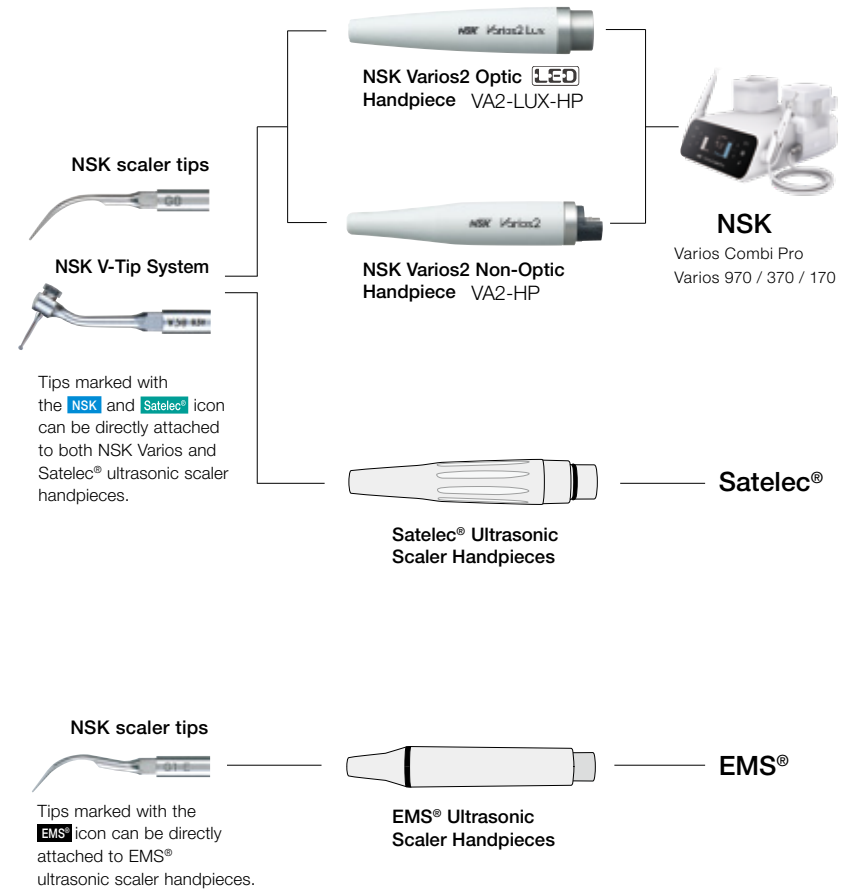 NSK Varios2 Lux
NSK Varios2 Optic LED
Handpiece VA2-LUX-HP
NSK scaler tips
G8
NSK Varios2
NSK
Varios Combi Pro
Varios 970 / 370 / 170
NSK V-Tip System
NSK Varios2 Non-Optic
Handpiece VA2-HP
Tips marked with
the NSK and Satelec® icon
can be directly attached
to both NSK Varios and
Satelec® ultrasonic scaler
handpieces.
Satelec®
Satelec® Ultrasonic
Scaler Handpieces
NSK scaler tips
G1-E
EMS®
Tips marked with the
EMS® icon can be directly
attached to EMS®
ultrasonic scaler handpieces.
EMS® Ultrasonic
Scaler Handpieces